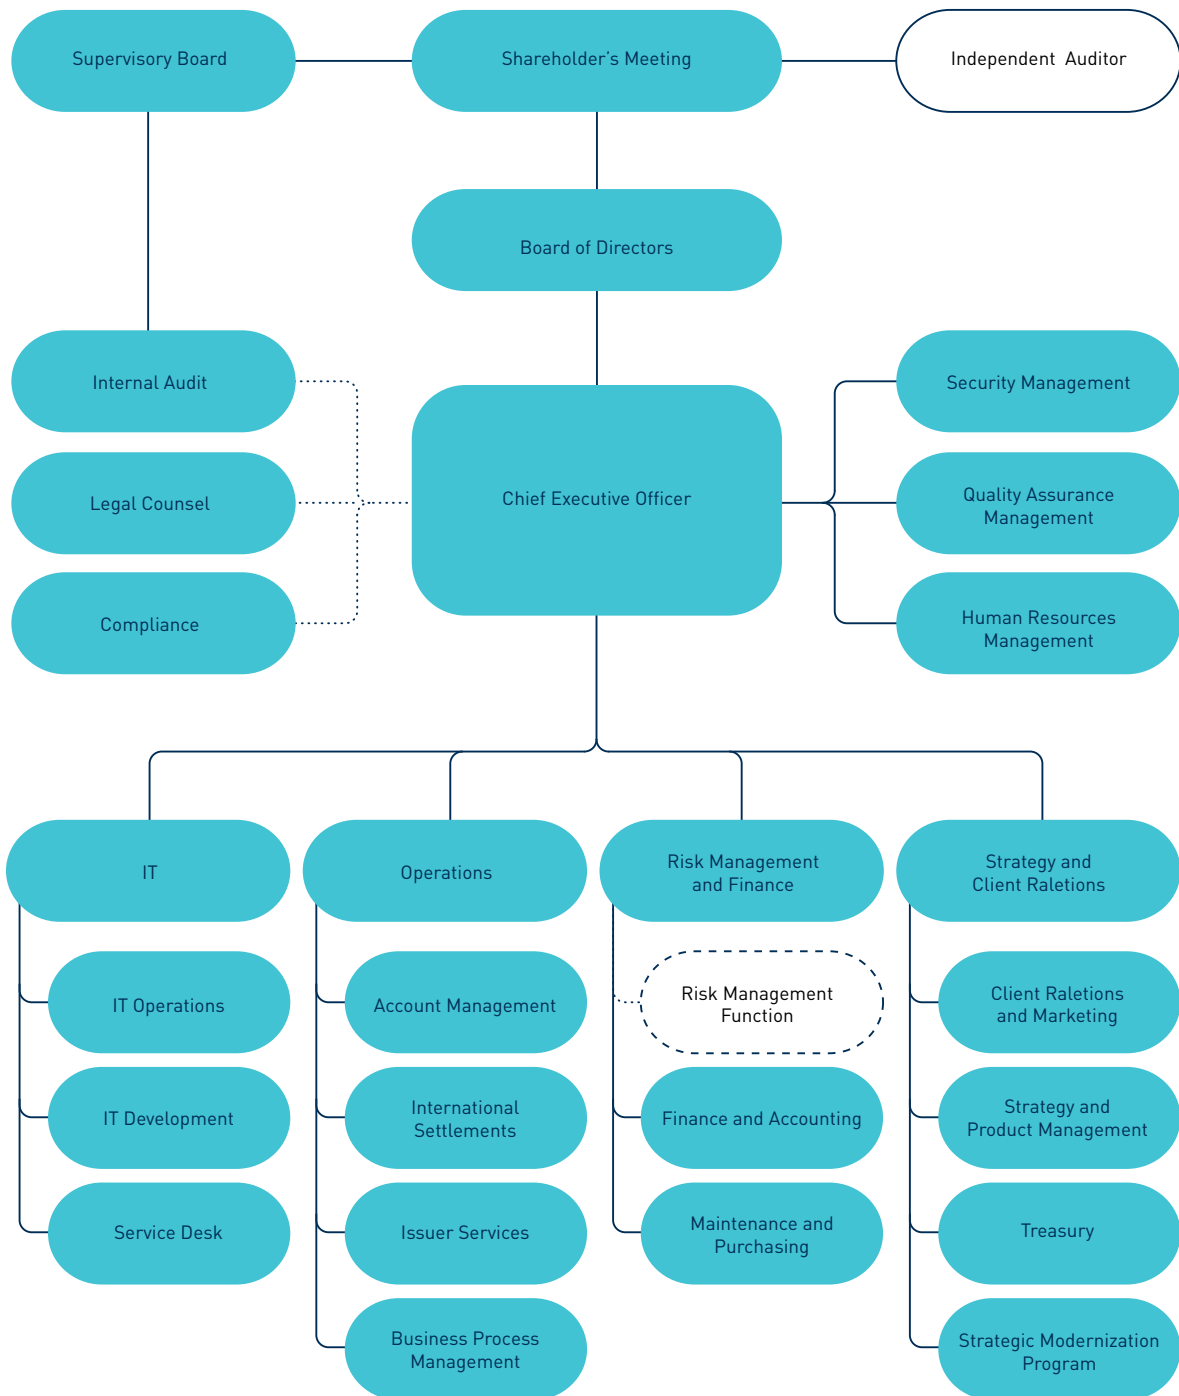 Supervisory Board
Shareholder’s Meeting
Independent Auditor
Board of Directors
Internal Audit
Legal Counsel
Compliance
Chief Executive Officer
Security Management
Quality Assurance
Management
Human Resources
Management
IT
IT Operations
IT Development
Service Desk
Operations
Account Management
International
Settlements
Issuer Services
Business Process
Management
Risk Management
and Finance
Risk Management
Function
Finance and Accounting
Maintenance and
Purchasing
Strategy and
Client Raletions
Client Raletions
and Marketing
Strategy and
Product Management
Treasury
Strategic Modernization
Program